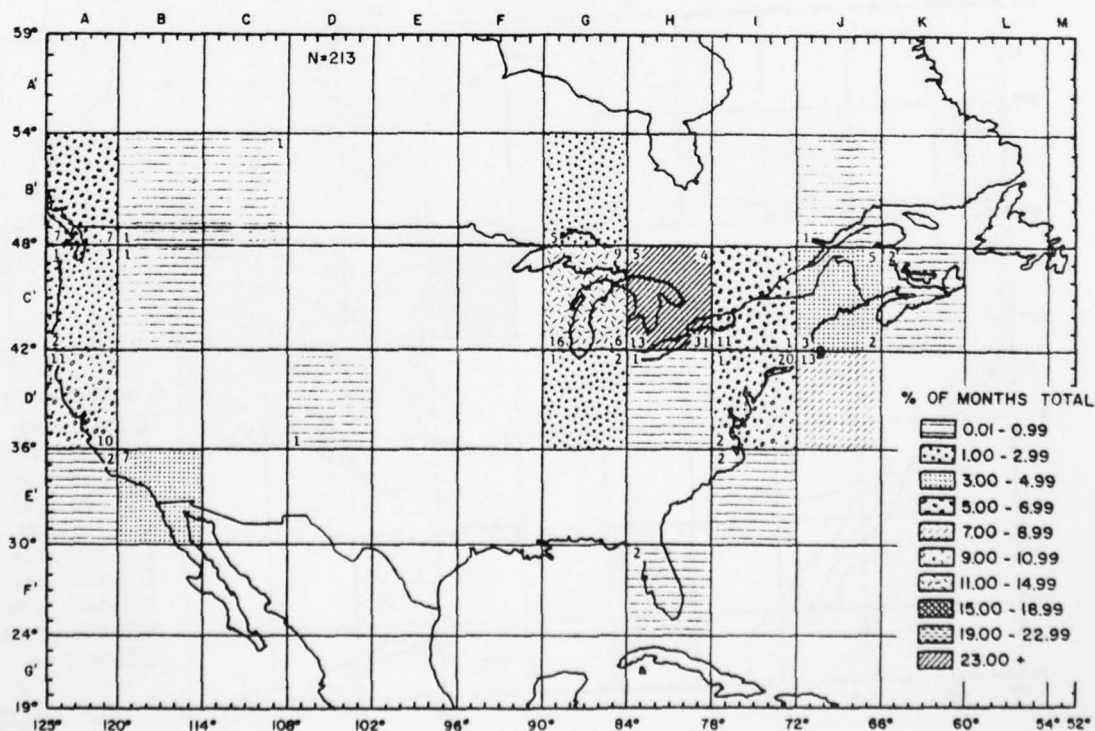 A B C D E F G H I J K L M
59°
N=213
A'
54°
1
B'
7 7 1 5 1
48°
1 3 1 9 5 4 1 1 5 2
C'
2 16 6 13 31 11 1 3 2
42°
11 1 2 1 20 13
D'
% OF MONTHS TOTAL
10 1 2
0.01 - 0.99
36°
2 7 2
1.00 - 2.99
E'
3.00 - 4.99
5.00 - 6.99
30°
2
7.00 - 8.99
9.00 - 10.99
F'
11.00 - 14.99
15.00 - 18.99
24°
19.00 - 22.99
G'
23.00 +
19°
125° 120° 114° 108° 102° 96° 90° 84° 78° 72° 66° 60° 54° 52°